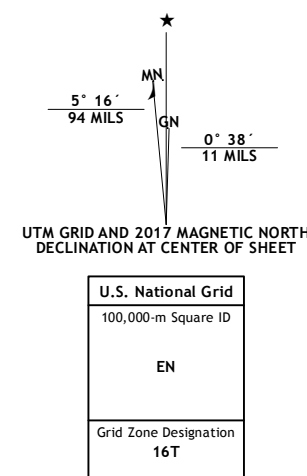 MN
GN
5° 16´
94 MILS
0° 38´
11 MILS
UTM GRID AND 2017 MAGNETIC NORTH
DECLINATION AT CENTER OF SHEET
U.S. National Grid
100,000-m Square ID
EN
Grid Zone Designation
16T